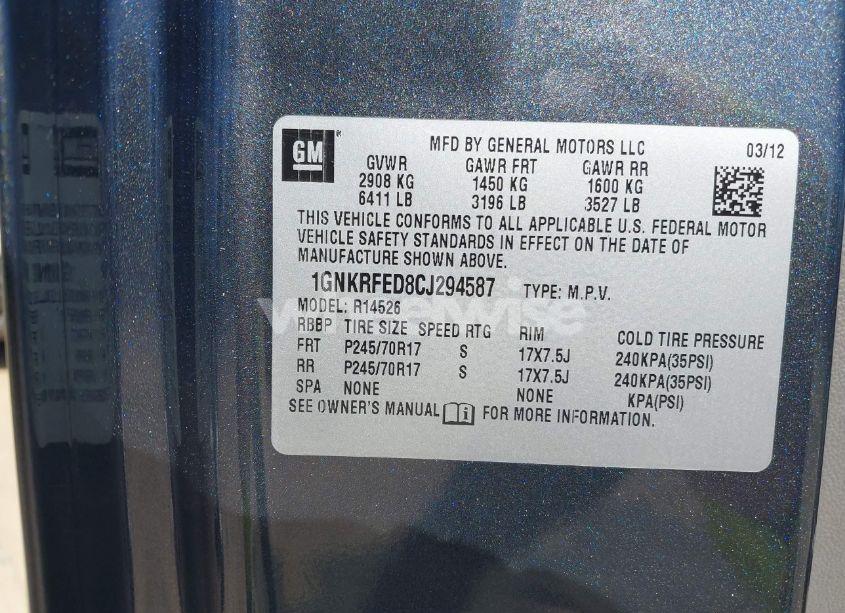 GM
MFD BY GENERAL MOTORS LLC 03/12
GVWR GAWR FRT GAWR RR
2908 KG 1450 KG 1600 KG
6411 LB 3196 LB 3527 LB
THIS VEHICLE CONFORMS TO ALL APPLICABLE U.S. FEDERAL MOTOR
VEHICLE SAFETY STANDARDS IN EFFECT ON THE DATE OF
MANUFACTURE SHOWN ABOVE.
1GNKRFED8CJ294587 TYPE: M.P.V.
MODEL: R14526
RBBP TIRE SIZE SPEED RTG RIM COLD TIRE PRESSURE
FRT P245/70R17 S 17X7.5J 240KPA(35PSI)
RR P245/70R17 S 17X7.5J 240KPA(35PSI)
SPA NONE NONE KPA(PSI)
SEE OWNER'S MANUAL FOR MORE INFORMATION.